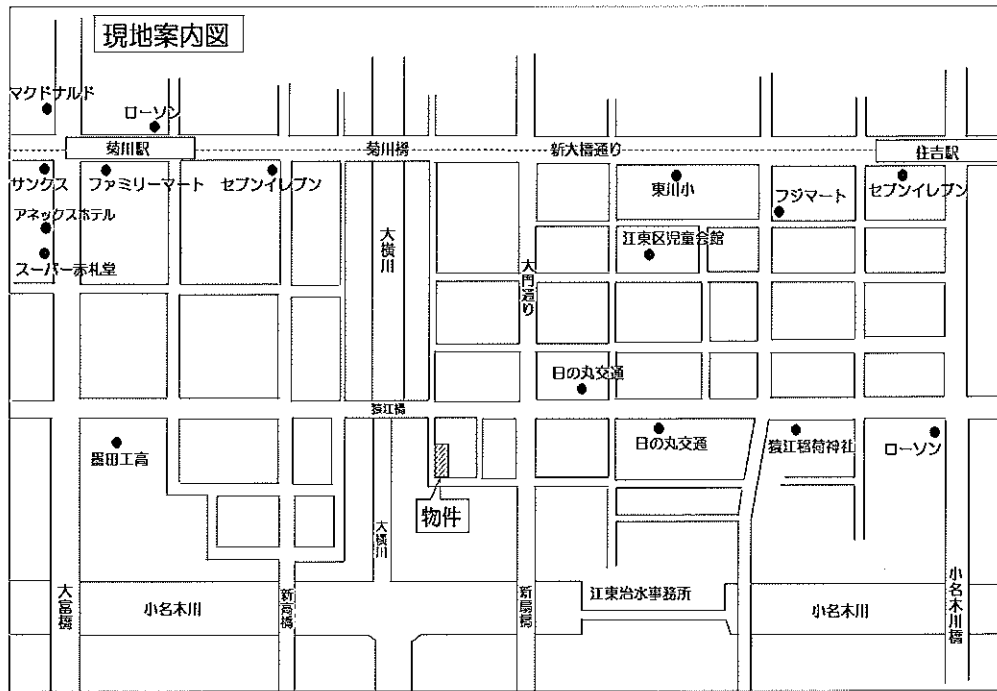 現地案内図
マクドナルド
ローソン
菊川駅
菊川橋
新大橋通り
住吉駅
サンクス
ファミリーマート
セブンイレブン
東川小
フジマート
セブンイレブン
アネックスホテル
大横川
江東区児童会館
スーパー赤札堂
大門通り
日の丸交通
猿江橋
墨田工高
日の丸交通
猿江稲荷神社
ローソン
物件
大横川
大富橋
小名木川
新高橋
新扇橋
江東治水事務所
小名木川
小名木川橋